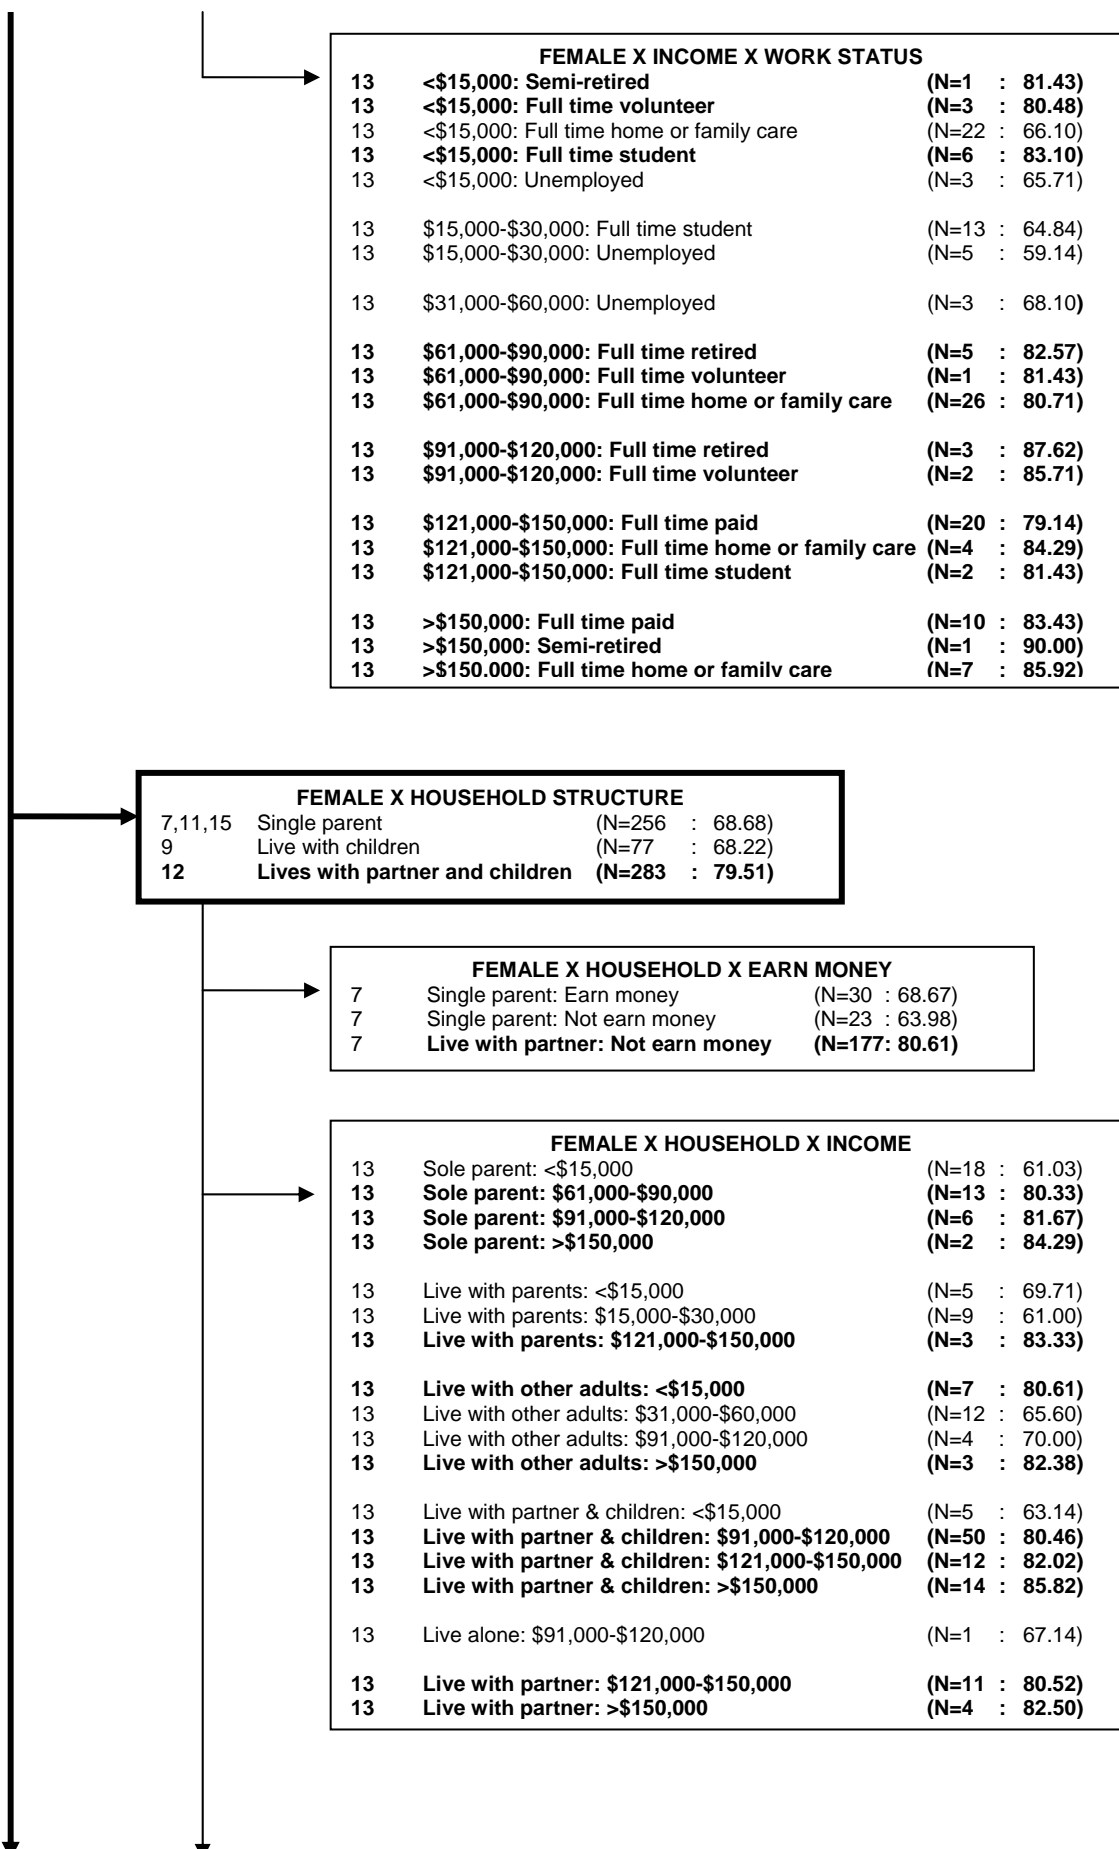 FEMALE X INCOME X WORK STATUS
13 <$15,000: Semi-retired (N=1 : 81.43)
13 <$15,000: Full time volunteer (N=3 : 80.48)
13 <$15,000: Full time home or family care (N=22 : 66.10)
13 <$15,000: Full time student (N=6 : 83.10)
13 <$15,000: Unemployed (N=3 : 65.71)
13 $15,000-$30,000: Full time student (N=13 : 64.84)
13 $15,000-$30,000: Unemployed (N=5 : 59.14)
13 $31,000-$60,000: Unemployed (N=3 : 68.10)
13 $61,000-$90,000: Full time retired (N=5 : 82.57)
13 $61,000-$90,000: Full time volunteer (N=1 : 81.43)
13 $61,000-$90,000: Full time home or family care (N=26 : 80.71)
13 $91,000-$120,000: Full time retired (N=3 : 87.62)
13 $91,000-$120,000: Full time volunteer (N=2 : 85.71)
13 $121,000-$150,000: Full time paid (N=20 : 79.14)
13 $121,000-$150,000: Full time home or family care (N=4 : 84.29)
13 $121,000-$150,000: Full time student (N=2 : 81.43)
13 >$150,000: Full time paid (N=10 : 83.43)
13 >$150,000: Semi-retired (N=1 : 90.00)
13 >$150.000: Full time home or family care (N=7 : 85.92)
FEMALE X HOUSEHOLD STRUCTURE
7,11,15 Single parent (N=256 : 68.68)
9 Live with children (N=77 : 68.22)
12 Lives with partner and children (N=283 : 79.51)
FEMALE X HOUSEHOLD X EARN MONEY
7 Single parent: Earn money (N=30 : 68.67)
7 Single parent: Not earn money (N=23 : 63.98)
7 Live with partner: Not earn money (N=177: 80.61)
FEMALE X HOUSEHOLD X INCOME
13 Sole parent: <$15,000 (N=18 : 61.03)
13 Sole parent: $61,000-$90,000 (N=13 : 80.33)
13 Sole parent: $91,000-$120,000 (N=6 : 81.67)
13 Sole parent: >$150,000 (N=2 : 84.29)
13 Live with parents: <$15,000 (N=5 : 69.71)
13 Live with parents: $15,000-$30,000 (N=9 : 61.00)
13 Live with parents: $121,000-$150,000 (N=3 : 83.33)
13 Live with other adults: <$15,000 (N=7 : 80.61)
13 Live with other adults: $31,000-$60,000 (N=12 : 65.60)
13 Live with other adults: $91,000-$120,000 (N=4 : 70.00)
13 Live with other adults: >$150,000 (N=3 : 82.38)
13 Live with partner & children: <$15,000 (N=5 : 63.14)
13 Live with partner & children: $91,000-$120,000 (N=50 : 80.46)
13 Live with partner & children: $121,000-$150,000 (N=12 : 82.02)
13 Live with partner & children: >$150,000 (N=14 : 85.82)
13 Live alone: $91,000-$120,000 (N=1 : 67.14)
13 Live with partner: $121,000-$150,000 (N=11 : 80.52)
13 Live with partner: >$150,000 (N=4 : 82.50)